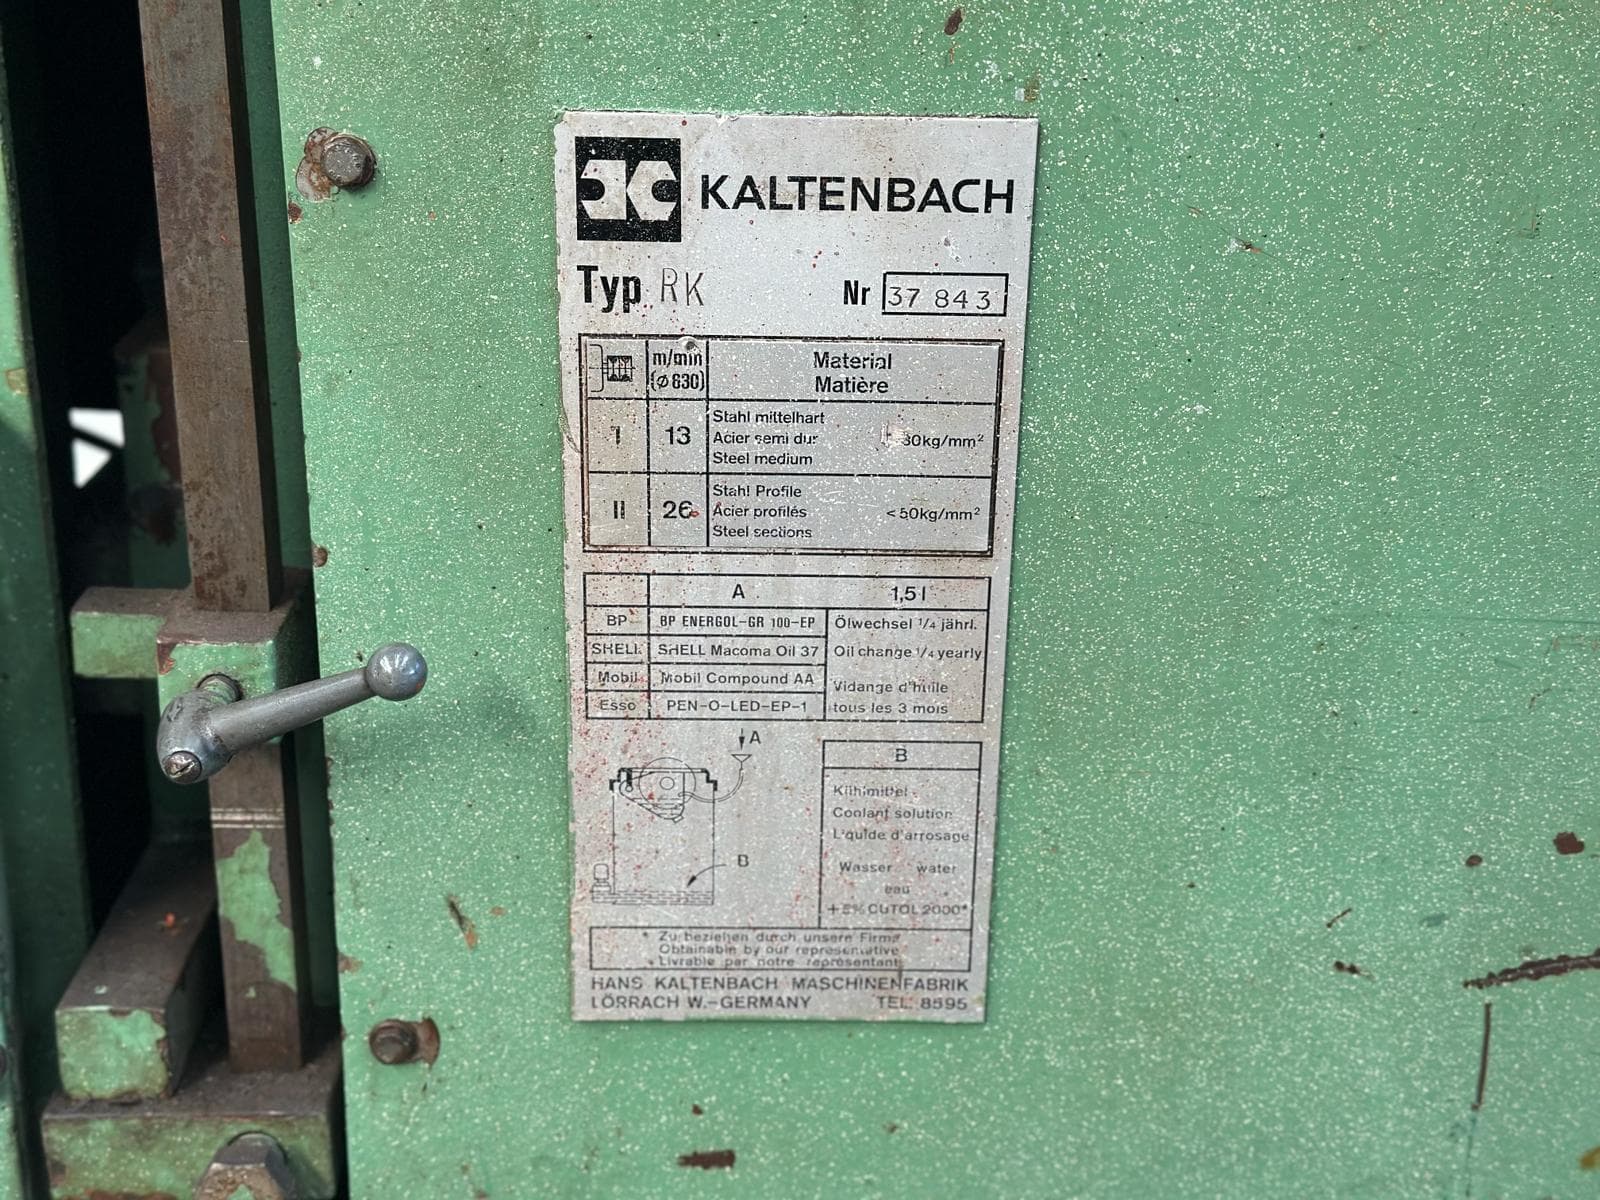 KALTENBACH
Typ RK Nr 37 843
m/min
(⌀ 630)
Material
Matière
I 13
Stahl mittelhart
Acier semi dur 80kg/mm²
Steel medium
II 26
Stahl Profile
Acier profilés < 50kg/mm²
Steel sections
A 1,5 l
BP BP ENERGOL-GR 100-EP Ölwechsel 1/4 jährl.
SHELL SHELL Macoma Oil 37 Oil change 1/4 yearly
Mobil Mobil Compound AA Vidange d'huile
Esso PEN-O-LED-EP-1 tous les 3 mois
A
B
B
Kühlmittel
Coolant solution
Liquide d'arrosage
Wasser water
eau
CUTOL 2000*
* Zu beziehen durch unsere Firma
Obtainable by our representative
Livrable par notre représentant
HANS KALTENBACH MASCHINENFABRIK
LÖRRACH W.-GERMANY TEL. 8595